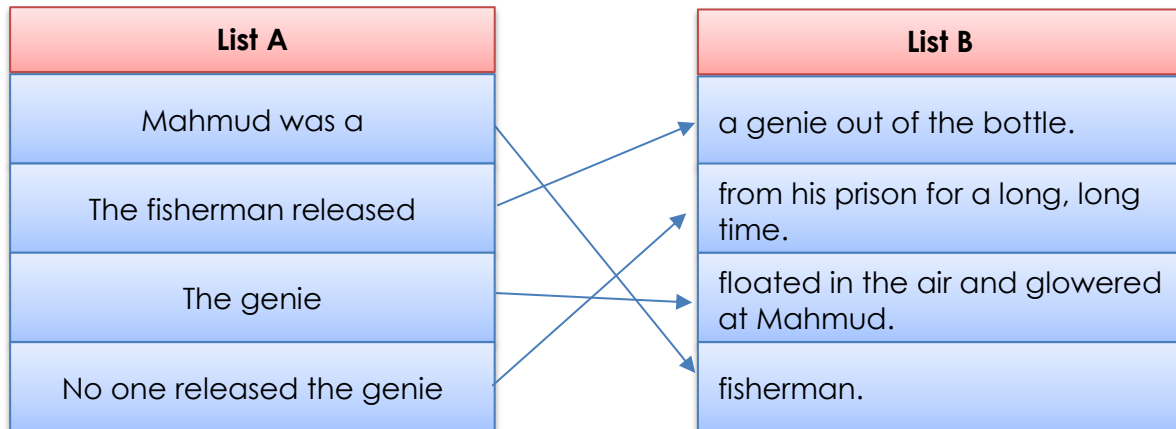 List A
Mahmud was a
The fisherman released
The genie
No one released the genie
List B
a genie out of the bottle.
from his prison for a long, long
time.
floated in the air and glowered
at Mahmud.
fisherman.